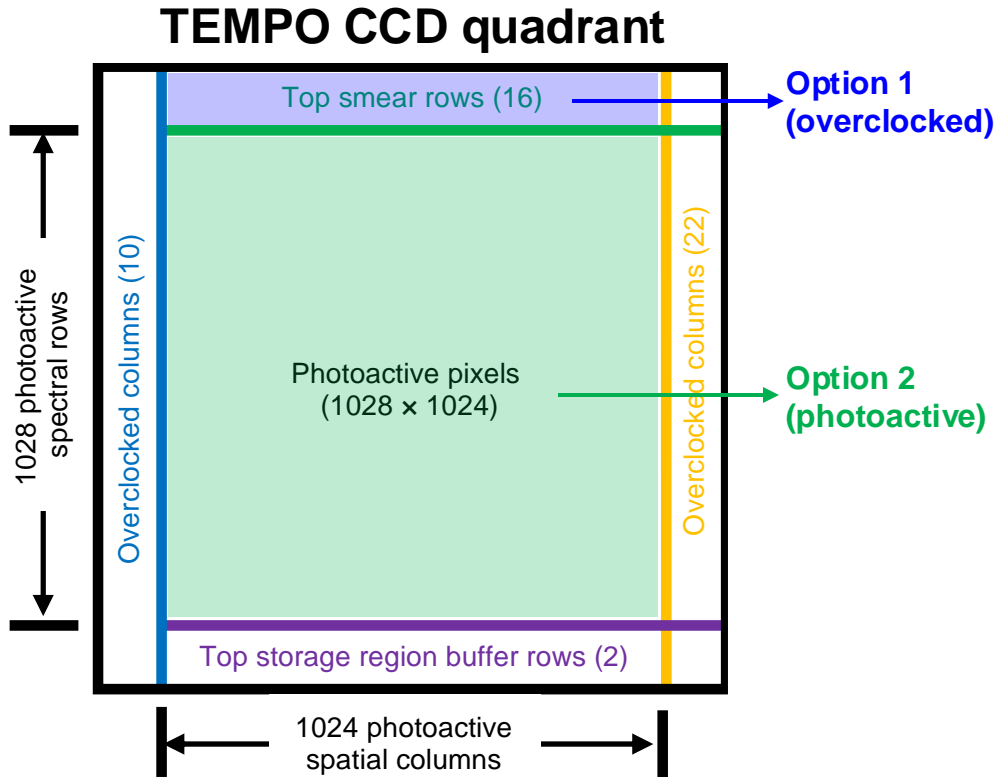 TEMPO CCD quadrant
Top smear rows (16)
Option 1
(overclocked)
1028 photoactive
spectral rows
Overclocked columns (10)
Photoactive pixels
(1028 × 1024)
Overclocked columns (22)
Option 2
(photoactive)
Top storage region buffer rows (2)
1024 photoactive
spatial columns